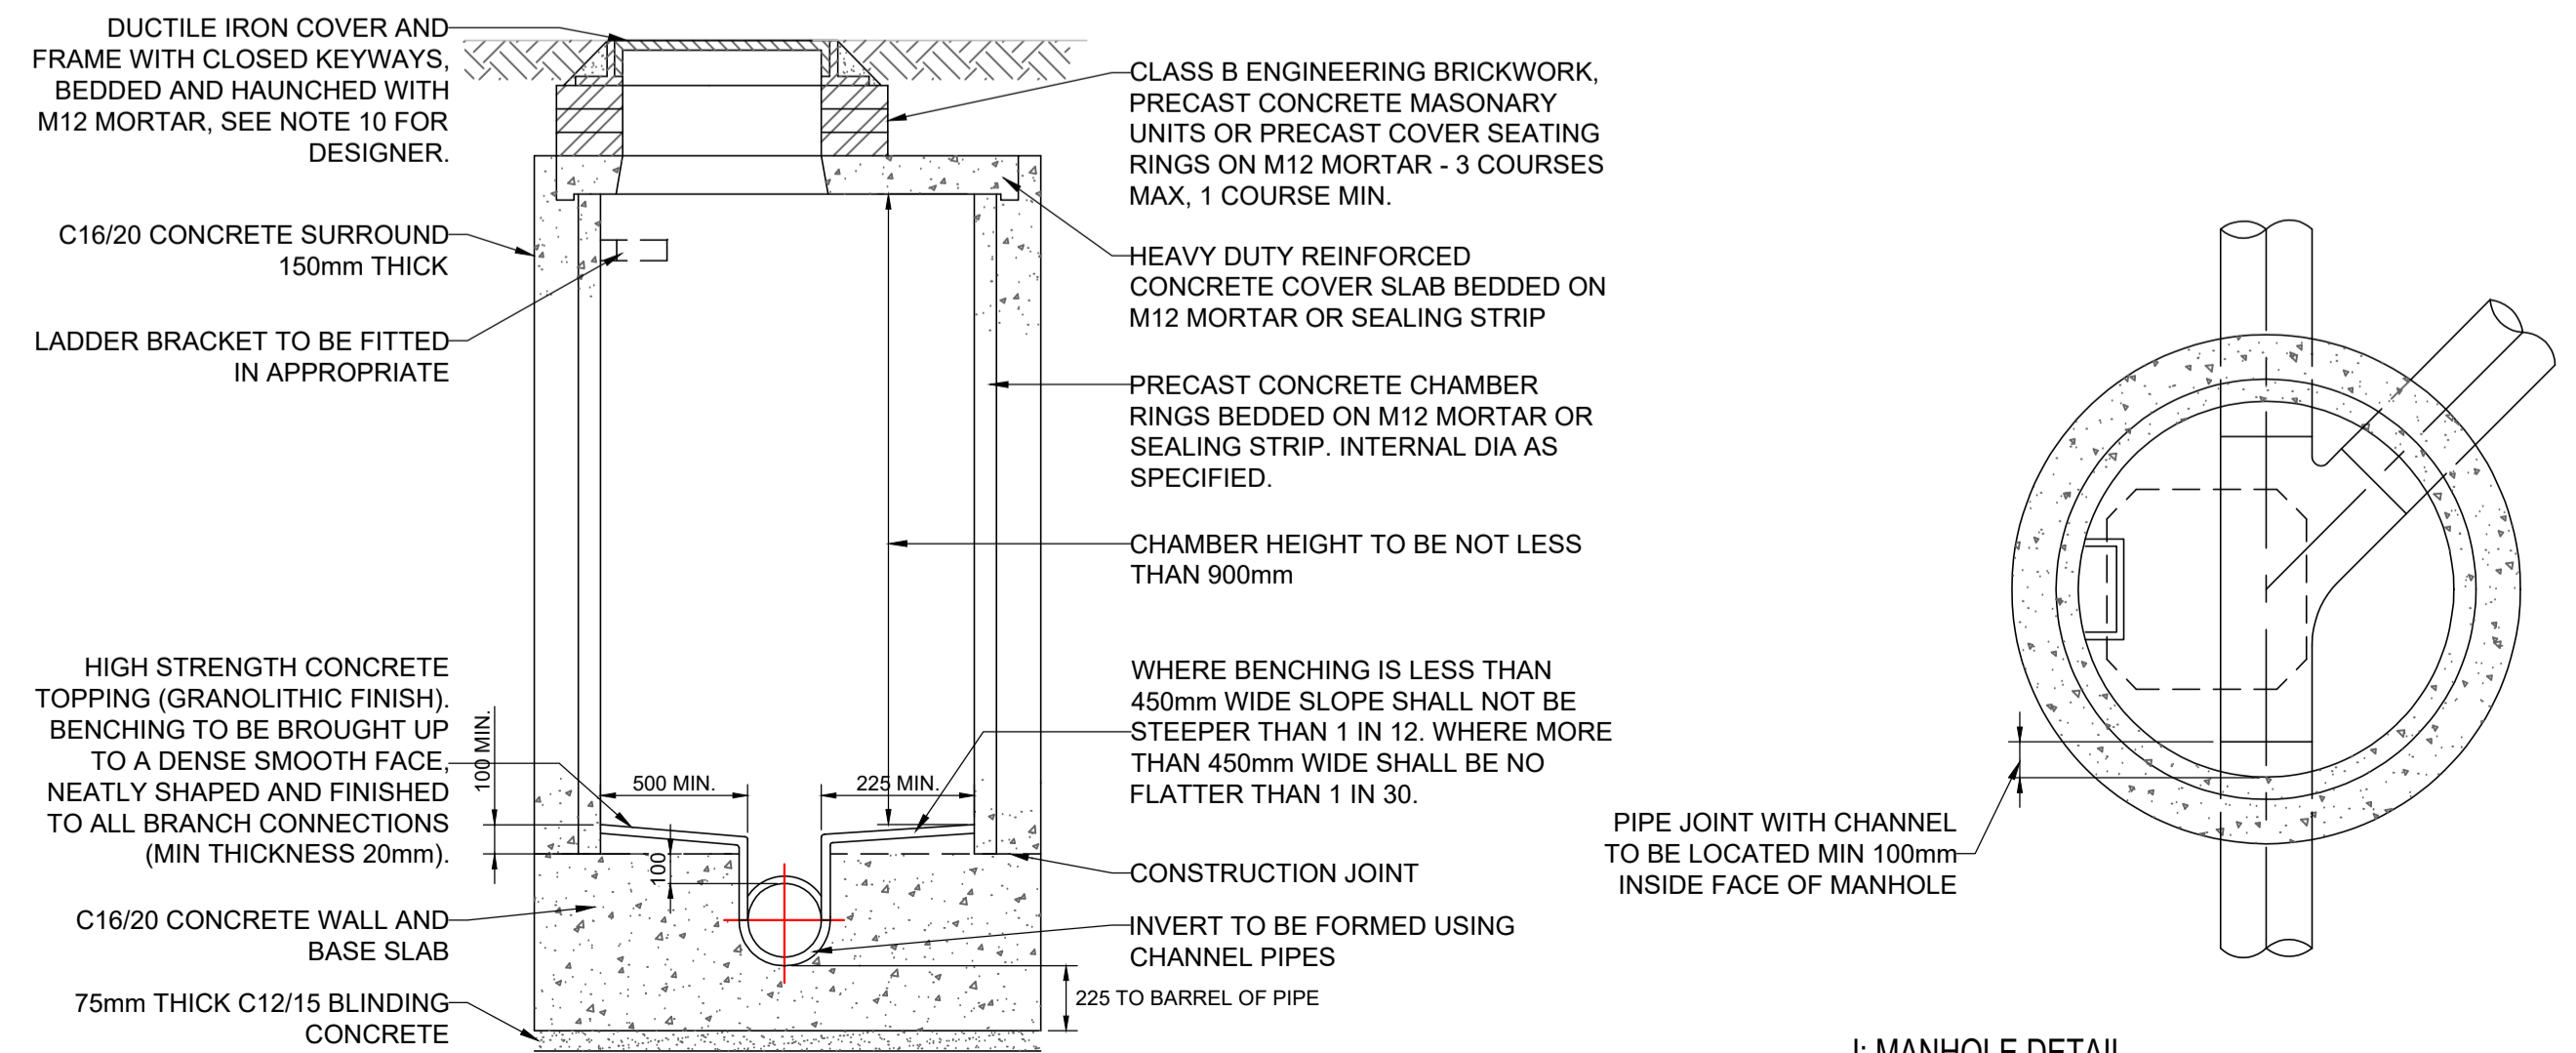 DUCTILE IRON COVER AND
FRAME WITH CLOSED KEYWAYS,
BEDDED AND HAUNCHED WITH
M12 MORTAR, SEE NOTE 10 FOR
DESIGNER.
C16/20 CONCRETE SURROUND
150mm THICK
LADDER BRACKET TO BE FITTED
IN APPROPRIATE
HIGH STRENGTH CONCRETE
TOPPING (GRANOLITHIC FINISH).
BENCHING TO BE BROUGHT UP
TO A DENSE SMOOTH FACE,
NEATLY SHAPED AND FINISHED
TO ALL BRANCH CONNECTIONS
(MIN THICKNESS 20mm).
C16/20 CONCRETE WALL AND
BASE SLAB
75mm THICK C12/15 BLINDING
CONCRETE
100 MIN.
500 MIN.
225 MIN.
100
CLASS B ENGINEERING BRICKWORK,
PRECAST CONCRETE MASONARY
UNITS OR PRECAST COVER SEATING
RINGS ON M12 MORTAR - 3 COURSES
MAX, 1 COURSE MIN.
HEAVY DUTY REINFORCED
CONCRETE COVER SLAB BEDDED ON
M12 MORTAR OR SEALING STRIP
PRECAST CONCRETE CHAMBER
RINGS BEDDED ON M12 MORTAR OR
SEALING STRIP. INTERNAL DIA AS
SPECIFIED.
CHAMBER HEIGHT TO BE NOT LESS
THAN 900mm
WHERE BENCHING IS LESS THAN
450mm WIDE SLOPE SHALL NOT BE
STEEPER THAN 1 IN 12. WHERE MORE
THAN 450mm WIDE SHALL BE NO
FLATTER THAN 1 IN 30.
CONSTRUCTION JOINT
INVERT TO BE FORMED USING
CHANNEL PIPES
225 TO BARREL OF PIPE
PIPE JOINT WITH CHANNEL
TO BE LOCATED MIN 100mm
INSIDE FACE OF MANHOLE
MANHOLE DETAIL